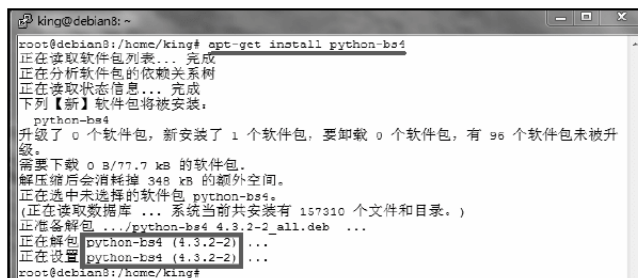 king@debian8: ~
root@debian8:/home/king# apt-get install python-bs4
正在读取软件包列表... 完成
正在分析软件包的依赖关系树
正在读取状态信息... 完成
下列【新】软件包将被安装：
python-bs4
升级了 0 个软件包，新安装了 1 个软件包，要卸载 0 个软件包，有 96 个软件包未被升
级。
需要下载 0 B/77.7 kB 的软件包.
解压缩后会消耗掉 348 kB 的额外空间。
正在选中未选择的软件包 python-bs4。
(正在读取数据库 ... 系统当前共安装有 157310 个文件和目录。)
正准备解包 .../python-bs4 4.3.2-2_all.deb ...
正在解包 python-bs4 (4.3.2-2) ...
正在设置 python-bs4 (4.3.2-2) ...
root@debian8:/home/king#